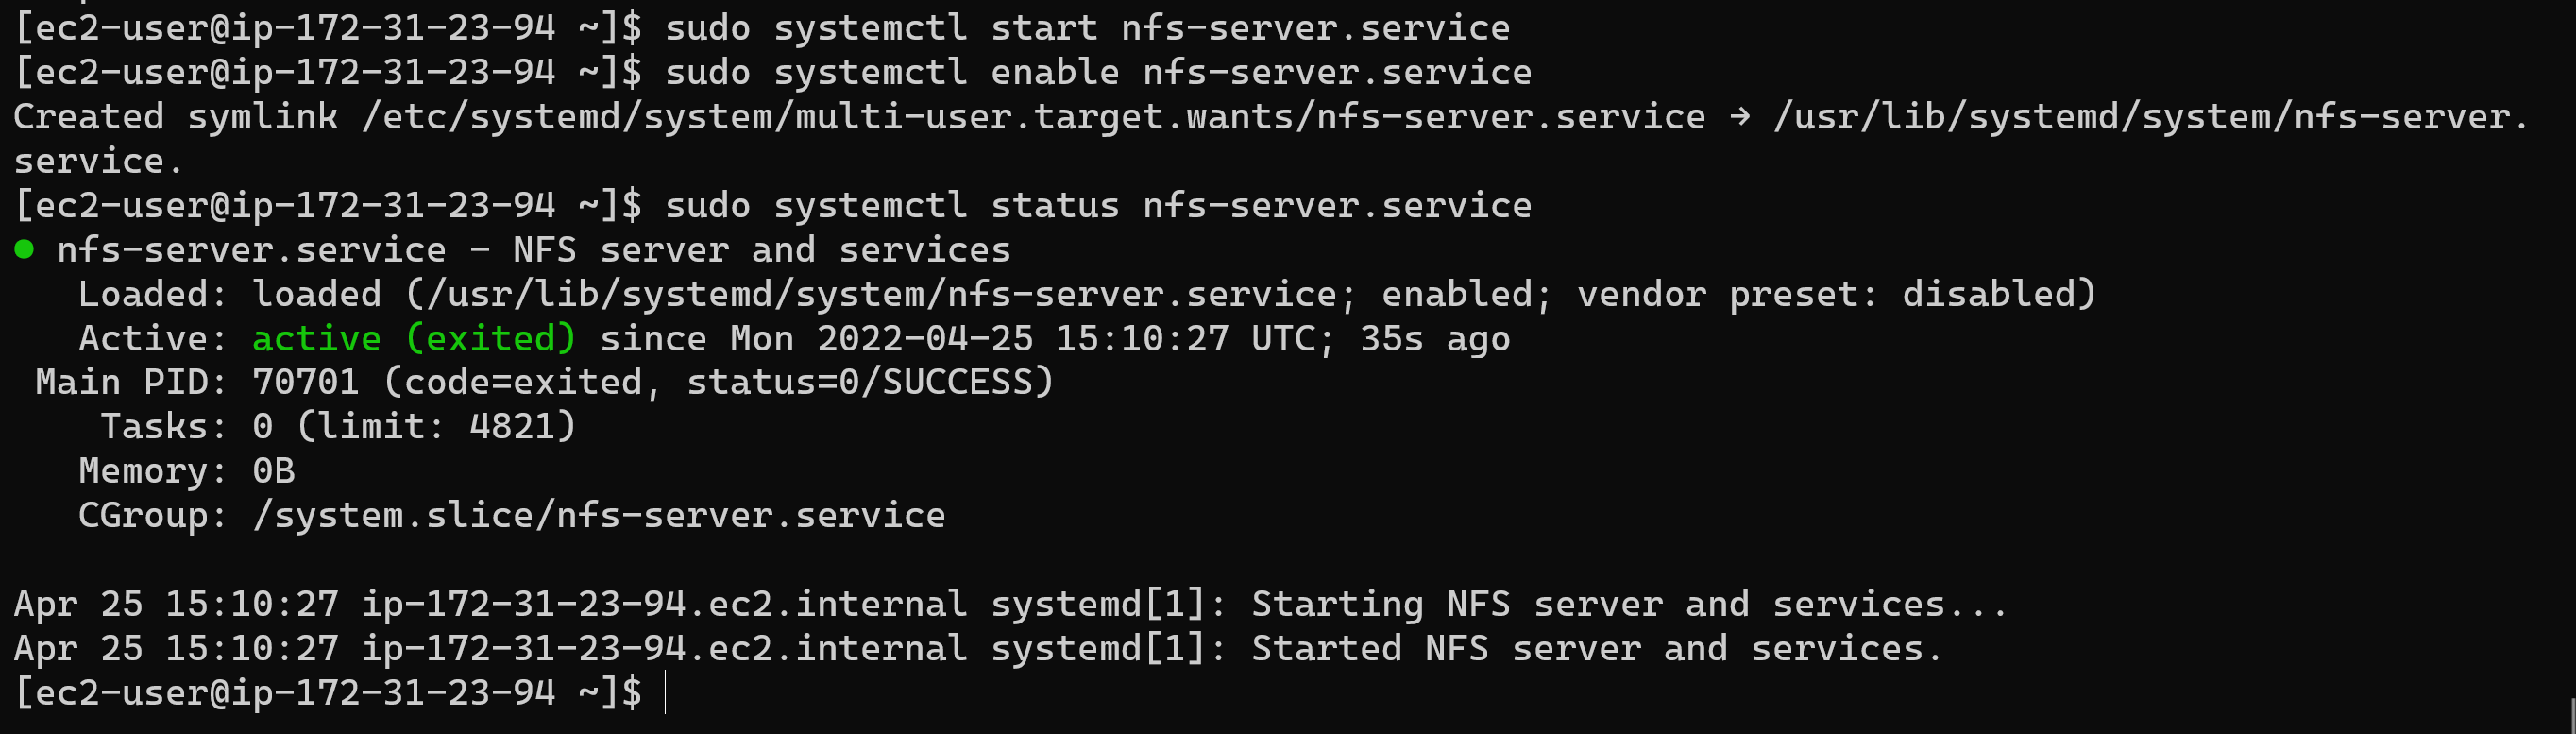 [ec2-user@ip-172-31-23-94 ~]$ sudo systemctl start nfs-server.service
[ec2-user@ip-172-31-23-94 ~]$ sudo systemctl enable nfs-server.service
Created symlink /etc/systemd/system/multi-user.target.wants/nfs-server.service → /usr/lib/systemd/system/nfs-server.
service.
[ec2-user@ip-172-31-23-94 ~]$ sudo systemctl status nfs-server.service
● nfs-server.service - NFS server and services
   Loaded: loaded (/usr/lib/systemd/system/nfs-server.service; enabled; vendor preset: disabled)
   Active: active (exited) since Mon 2022-04-25 15:10:27 UTC; 35s ago
 Main PID: 70701 (code=exited, status=0/SUCCESS)
    Tasks: 0 (limit: 4821)
   Memory: 0B
   CGroup: /system.slice/nfs-server.service

Apr 25 15:10:27 ip-172-31-23-94.ec2.internal systemd[1]: Starting NFS server and services...
Apr 25 15:10:27 ip-172-31-23-94.ec2.internal systemd[1]: Started NFS server and services.
[ec2-user@ip-172-31-23-94 ~]$